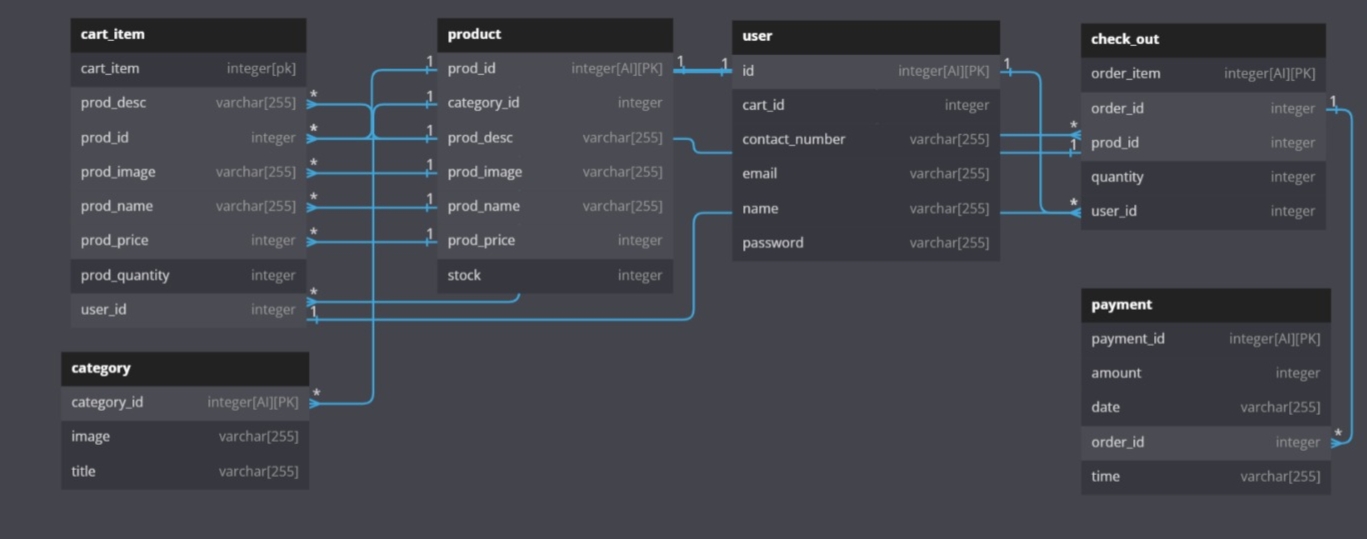 cart_item
cart_item integer[pk]
prod_desc varchar[255] *
prod_id integer *
prod_image varchar[255] *
prod_name varchar[255] *
prod_price integer *
prod_quantity integer
user_id integer * 1
category
category_id integer[AI][PK] *
image varchar[255]
title varchar[255]
product
1 prod_id integer[AI][PK] 1
1 category_id integer
1 prod_desc varchar[255]
1 prod_image varchar[255]
1 prod_name varchar[255]
1 prod_price integer
stock integer
user
1 id integer[AI][PK] 1
cart_id integer
contact_number varchar[255]
email varchar[255]
name varchar[255]
password varchar[255]
check_out
order_item integer[AI][PK]
order_id integer 1
* 1 prod_id integer
quantity integer
* user_id integer
payment
payment_id integer[AI][PK]
amount integer
date varchar[255]
order_id integer *
time varchar[255]